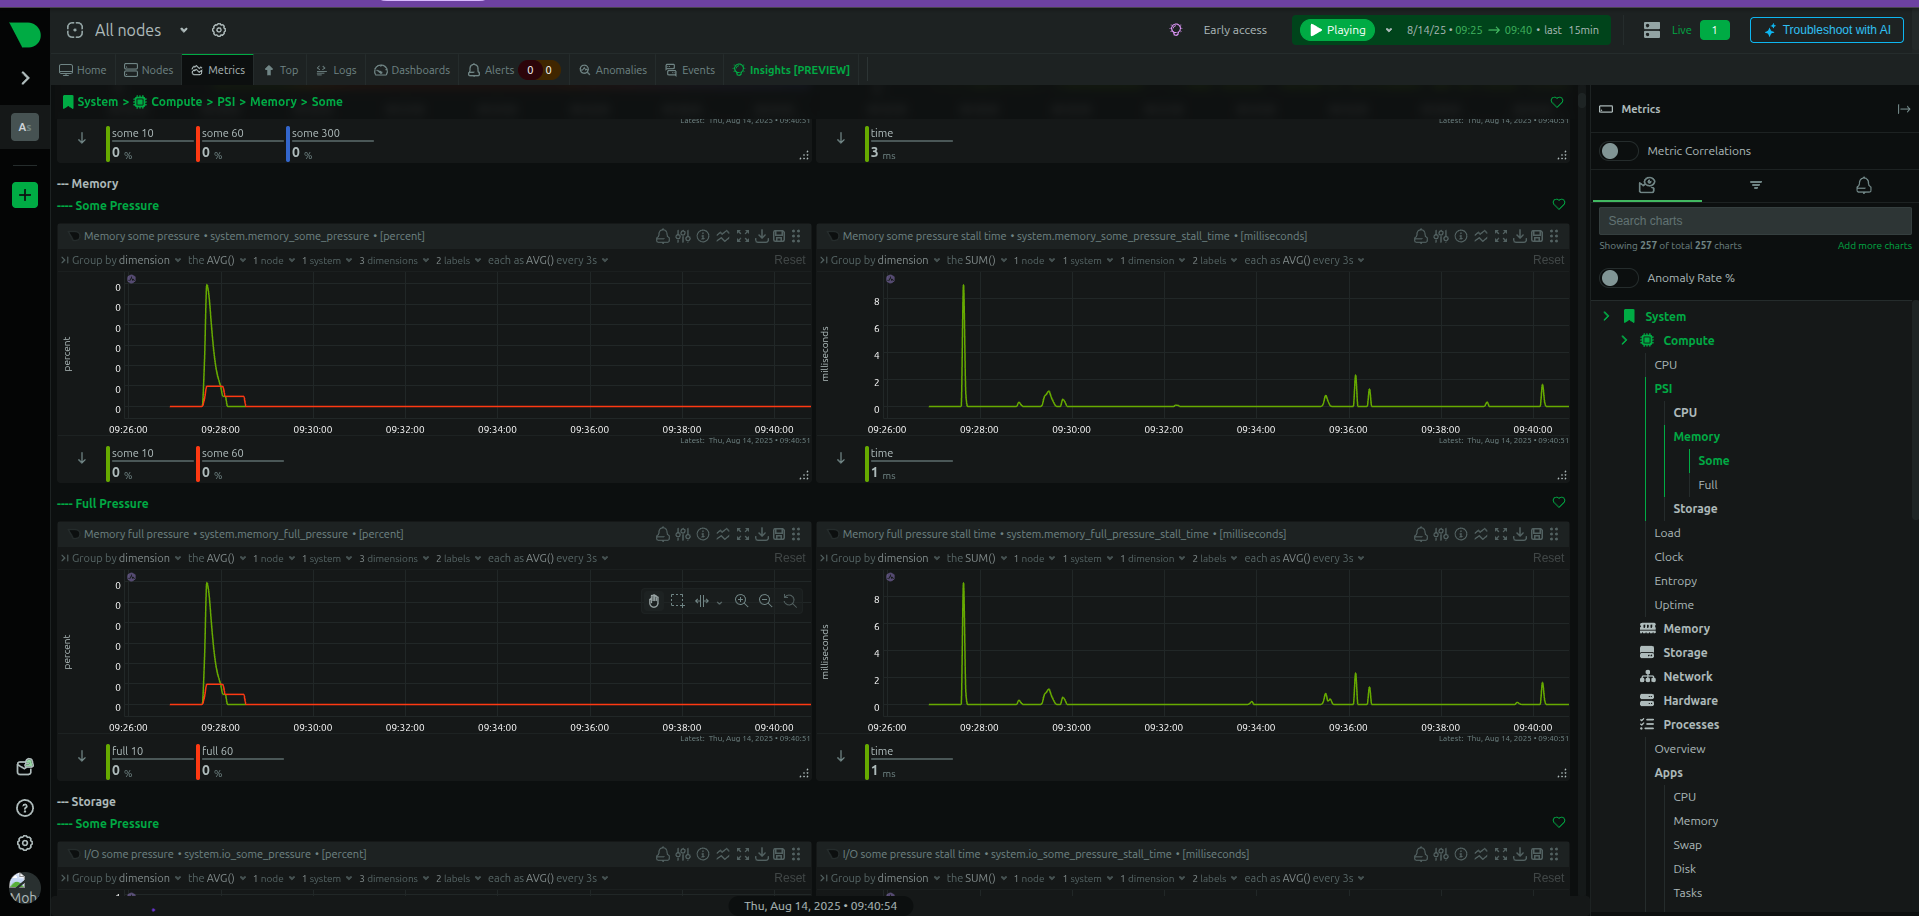 All nodes
Early access
Playing
8/14/25 • 09:25 → 09:40 • last 15min
Live
1
Troubleshoot with AI
Home
Nodes
Metrics
Top
Logs
Dashboards
Alerts
0
0
Anomalies
Events
Insights [PREVIEW]
As
System > Compute > PSI > Memory > Some
Latest: Thu, Aug 14, 2025 • 09:40:51
some 10
0 %
some 60
0 %
some 300
0 %
Latest: Thu, Aug 14, 2025 • 09:40:51
time
3 ms
--- Memory
---- Some Pressure
Memory some pressure • system.memory_some_pressure • [percent]
Group by dimension the AVG() 1 node 1 system 3 dimensions 2 labels each as AVG() every 3s
Reset
percent
0
0
0
0
0
0
0
09:26:00 09:28:00 09:30:00 09:32:00 09:34:00 09:36:00 09:38:00 09:40:00
Latest: Thu, Aug 14, 2025 • 09:40:51
some 10
0 %
some 60
0 %
Memory some pressure stall time • system.memory_some_pressure_stall_time • [milliseconds]
Group by dimension the SUM() 1 node 1 system 1 dimension 2 labels each as AVG() every 3s
Reset
milliseconds
8
6
4
2
0
09:26:00 09:28:00 09:30:00 09:32:00 09:34:00 09:36:00 09:38:00 09:40:00
Latest: Thu, Aug 14, 2025 • 09:40:51
time
1 ms
---- Full Pressure
Memory full pressure • system.memory_full_pressure • [percent]
Group by dimension the AVG() 1 node 1 system 3 dimensions 2 labels each as AVG() every 3s
Reset
percent
0
0
0
0
0
0
0
09:26:00 09:28:00 09:30:00 09:32:00 09:34:00 09:36:00 09:38:00 09:40:00
Latest: Thu, Aug 14, 2025 • 09:40:51
full 10
0 %
full 60
0 %
Memory full pressure stall time • system.memory_full_pressure_stall_time • [milliseconds]
Group by dimension the SUM() 1 node 1 system 1 dimension 2 labels each as AVG() every 3s
Reset
milliseconds
8
6
4
2
0
09:26:00 09:28:00 09:30:00 09:32:00 09:34:00 09:36:00 09:38:00 09:40:00
Latest: Thu, Aug 14, 2025 • 09:40:51
time
1 ms
--- Storage
---- Some Pressure
I/O some pressure • system.io_some_pressure • [percent]
Group by dimension the AVG() 1 node 1 system 3 dimensions 2 labels each as AVG() every 3s
Reset
1
I/O some pressure stall time • system.io_some_pressure_stall_time • [milliseconds]
Group by dimension the SUM() 1 node 1 system 1 dimension 2 labels each as AVG() every 3s
Reset
Thu, Aug 14, 2025 • 09:40:54
Moh
Metrics
Metric Correlations
Search charts
Showing 257 of total 257 charts
Add more charts
Anomaly Rate %
System
Compute
CPU
PSI
CPU
Memory
Some
Full
Storage
Load
Clock
Entropy
Uptime
Memory
Storage
Network
Hardware
Processes
Overview
Apps
CPU
Memory
Swap
Disk
Tasks